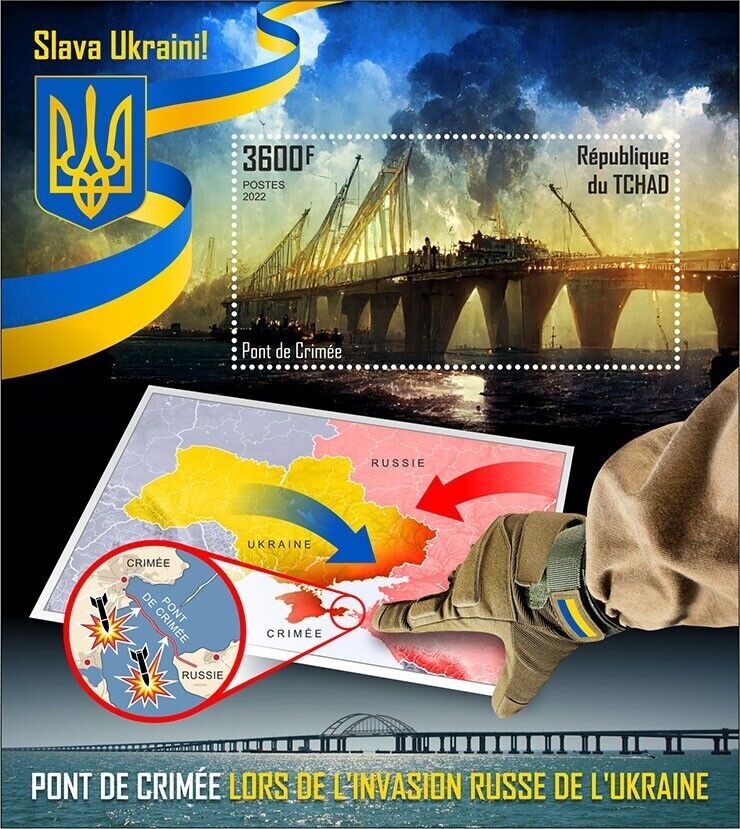 Slava Ukraini!
3600F
POSTES
2022
République
du TCHAD
Pont de Crimée
RUSSIE
UKRAINE
CRIMÉE
CRIMÉE
PONT
DE CRIMÉE
RUSSIE
PONT DE CRIMÉE LORS DE L'INVASION RUSSE DE L'UKRAINE